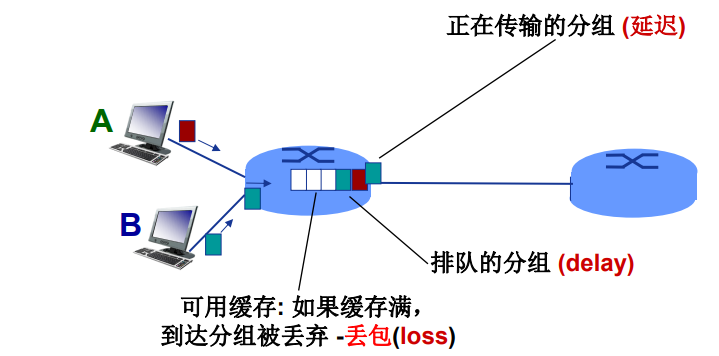 正在传输的分组 (延迟)
A
B
排队的分组 (delay)
可用缓存: 如果缓存满，
到达分组被丢弃 -丢包(loss)